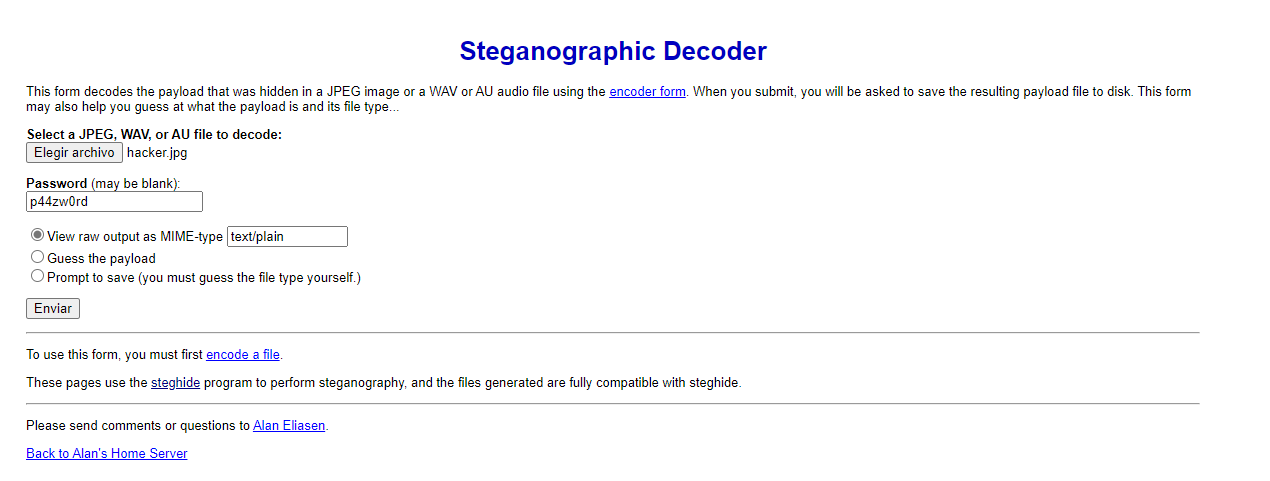 Steganographic Decoder
This form decodes the payload that was hidden in a JPEG image or a WAV or AU audio file using the encoder form. When you submit, you will be asked to save the resulting payload file to disk. This form
may also help you guess at what the payload is and its file type...
Select a JPEG, WAV, or AU file to decode:
Elegir archivo hacker.jpg
Password (may be blank):
p44zw0rd
View raw output as MIME-type text/plain
Guess the payload
Prompt to save (you must guess the file type yourself.)
Enviar
To use this form, you must first encode a file.
These pages use the steghide program to perform steganography, and the files generated are fully compatible with steghide.
Please send comments or questions to Alan Eliasen.
Back to Alan's Home Server